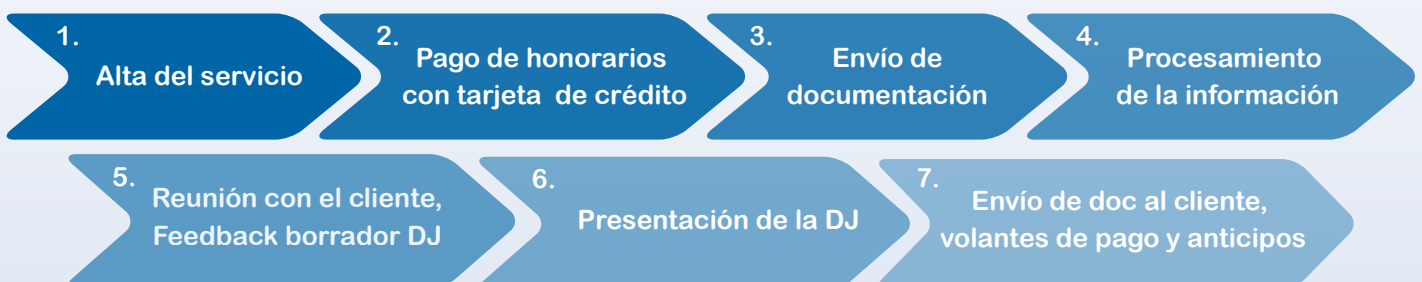 1.
Alta del servicio
2.
Pago de honorarios
con tarjeta de crédito
3.
Envío de
documentación
4.
Procesamiento
de la información
5.
Reunión con el cliente,
Feedback borrador DJ
6.
Presentación de la DJ
7.
Envío de doc al cliente,
volantes de pago y anticipos